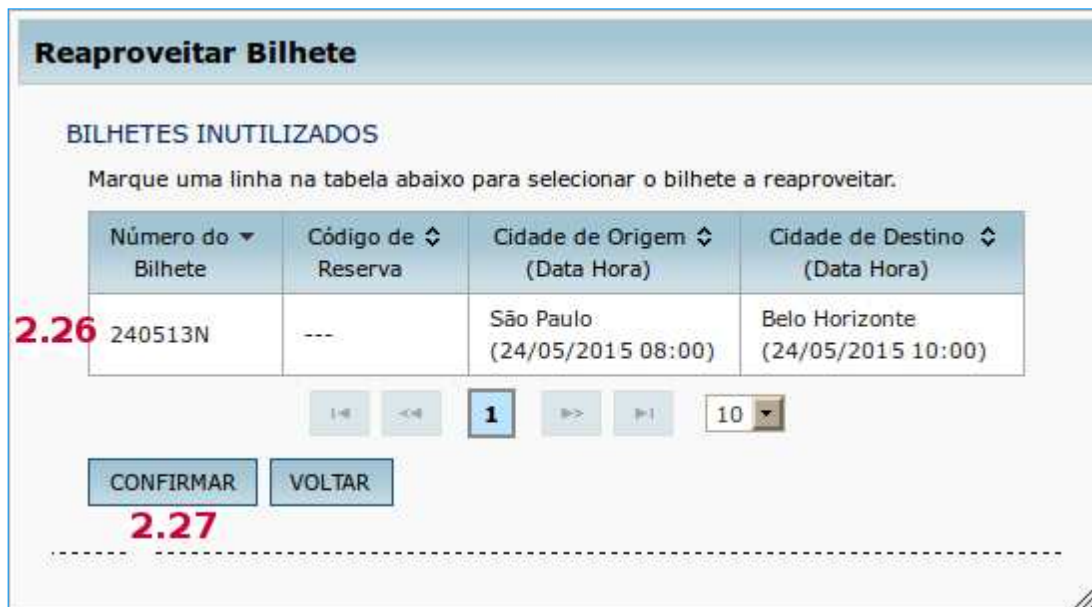 Reaproveitar Bilhete
BILHETES INUTILIZADOS
Marque uma linha na tabela abaixo para selecionar o bilhete a reaproveitar.
Número do Código de Cidade de Origem Cidade de Destino
Bilhete Reserva (Data Hora) (Data Hora)
São Paulo Belo Horizonte
2.26 240513N --- (24/05/2015 08:00) (24/05/2015 10:00)
1 10
CONFIRMAR VOLTAR
2.27